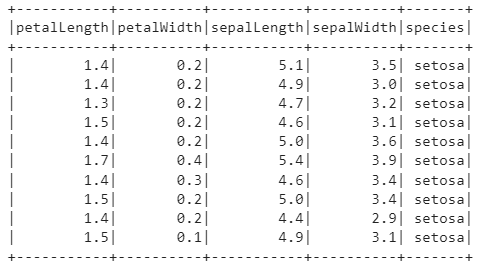 +-----------+----------+-----------+----------+-------+
|petalLength|petalWidth|sepalLength|sepalWidth|species|
+-----------+----------+-----------+----------+-------+
|        1.4|       0.2|        5.1|       3.5| setosa|
|        1.4|       0.2|        4.9|       3.0| setosa|
|        1.3|       0.2|        4.7|       3.2| setosa|
|        1.5|       0.2|        4.6|       3.1| setosa|
|        1.4|       0.2|        5.0|       3.6| setosa|
|        1.7|       0.4|        5.4|       3.9| setosa|
|        1.4|       0.3|        4.6|       3.4| setosa|
|        1.5|       0.2|        5.0|       3.4| setosa|
|        1.4|       0.2|        4.4|       2.9| setosa|
|        1.5|       0.1|        4.9|       3.1| setosa|
+-----------+----------+-----------+----------+-------+